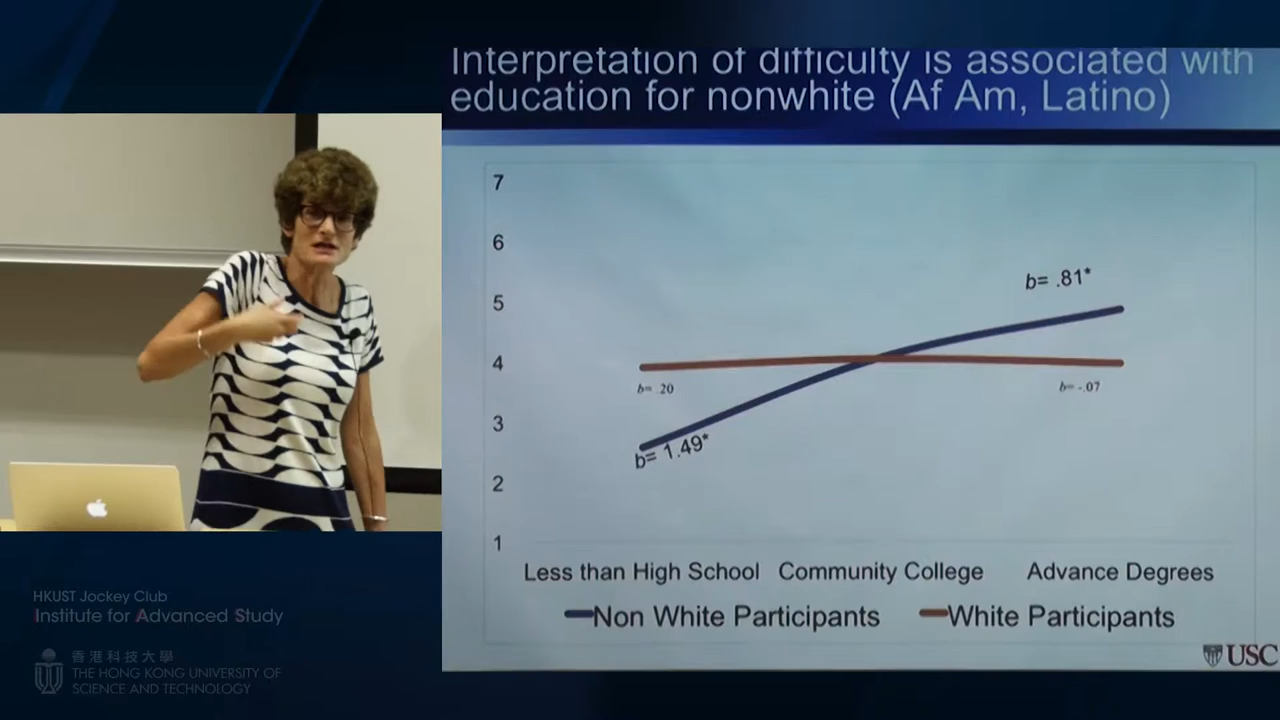 Interpretation of difficulty is associated with
education for nonwhite (Af Am, Latino)
7
6
5
4
3
2
1
b= .81*
b= .20
b= -.07
b= 1.49*
Less than High School Community College Advance Degrees
Non White Participants White Participants
USC
HKUST Jockey Club
Institute for Advanced Study
香港科技大學
THE HONG KONG UNIVERSITY OF
SCIENCE AND TECHNOLOGY